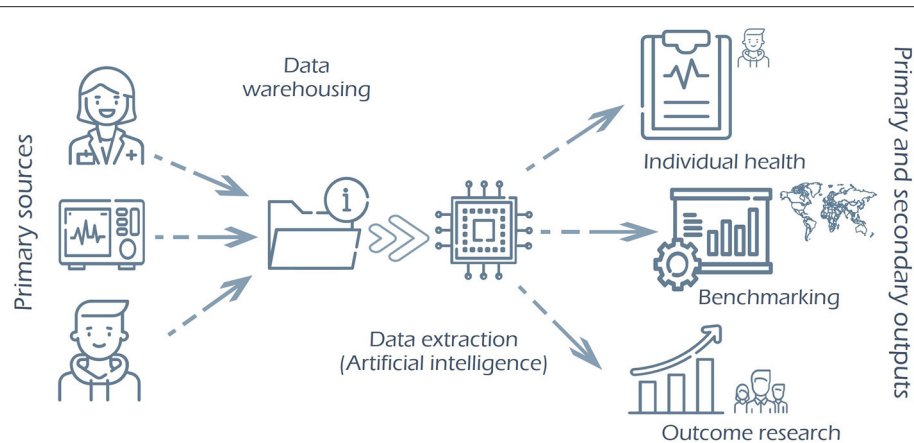 Primary sources
Data
warehousing
Data extraction
(Artificial intelligence)
Individual health
Benchmarking
Outcome research
Primary and secondary outputs